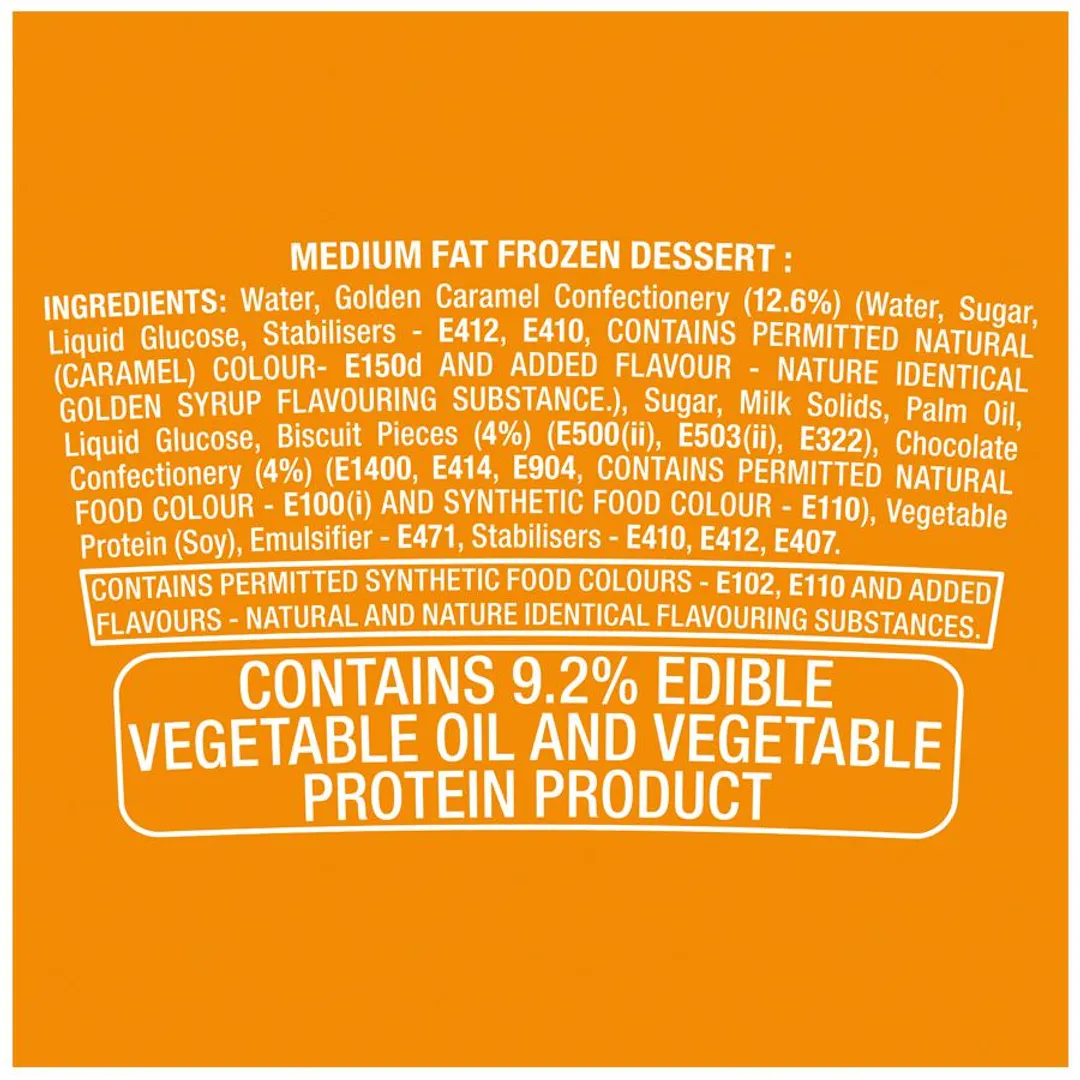 MEDIUM FAT FROZEN DESSERT :
INGREDIENTS: Water, Golden Caramel Confectionery (12.6%) (Water, Sugar,
Liquid Glucose, Stabilisers - E412, E410, CONTAINS PERMITTED NATURAL
(CARAMEL) COLOUR- E150d AND ADDED FLAVOUR - NATURE IDENTICAL
GOLDEN SYRUP FLAVOURING SUBSTANCE.), Sugar, Milk Solids, Palm Oil,
Liquid Glucose, Biscuit Pieces (4%) (E500(ii), E503(ii), E322), Chocolate
Confectionery (4%) (E1400, E414, E904, CONTAINS PERMITTED NATURAL
FOOD COLOUR - E100(i) AND SYNTHETIC FOOD COLOUR - E110), Vegetable
Protein (Soy), Emulsifier - E471, Stabilisers - E410, E412, E407.
CONTAINS PERMITTED SYNTHETIC FOOD COLOURS - E102, E110 AND ADDED
FLAVOURS - NATURAL AND NATURE IDENTICAL FLAVOURING SUBSTANCES.
CONTAINS 9.2% EDIBLE
VEGETABLE OIL AND VEGETABLE
PROTEIN PRODUCT